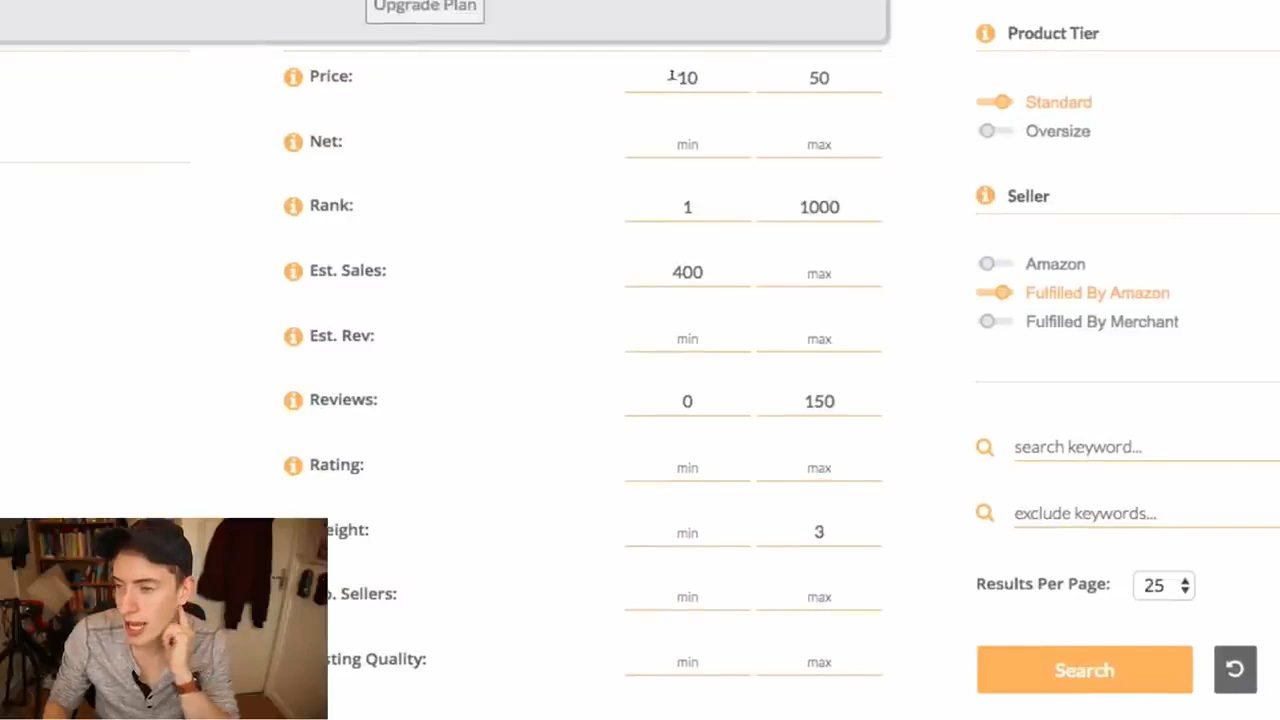 Upgrade Plan
Price: 10 50
Net: min max
Rank: 1 1000
Est. Sales: 400 max
Est. Rev: min max
Reviews: 0 150
Rating: min max
eight: min 3
. Sellers: min max
sting Quality: min max
Product Tier
Standard
Oversize
Seller
Amazon
Fulfilled By Amazon
Fulfilled By Merchant
search keyword...
exclude keywords...
Results Per Page: 25
Search